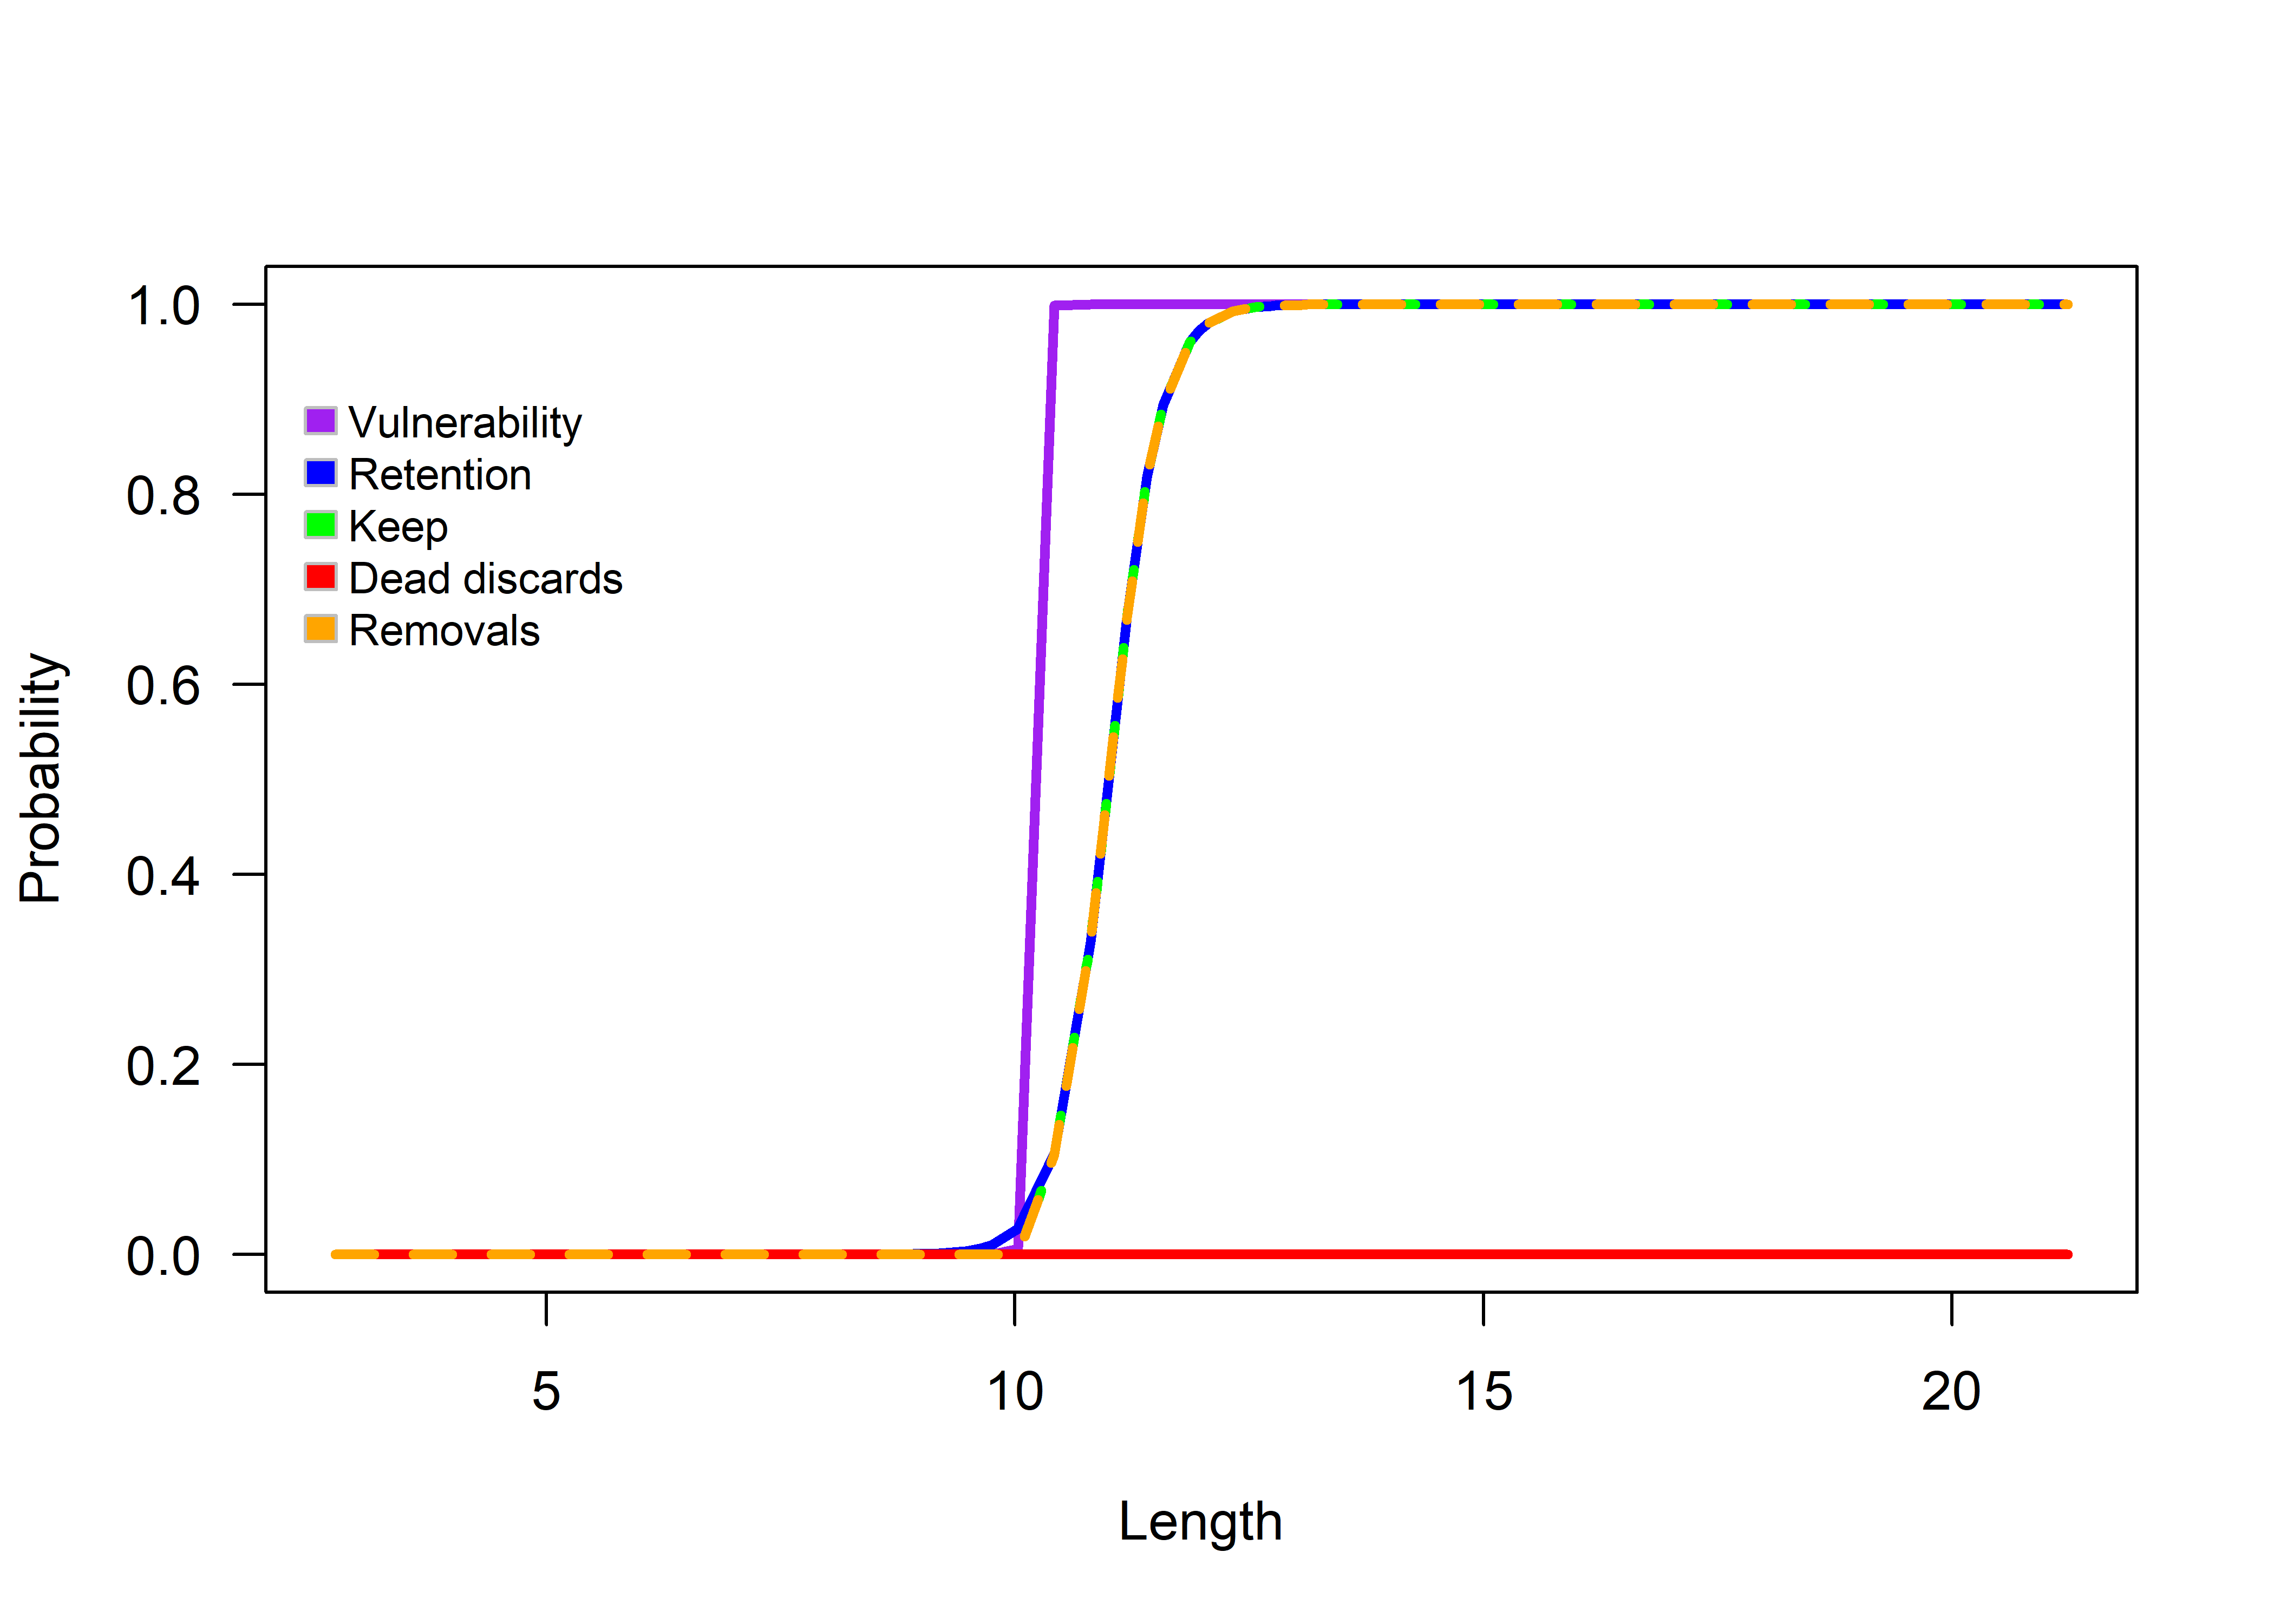 1.0
0.8
0.6
0.4
0.2
0.0
Probability
Vulnerability
Retention
Keep
Dead discards
Removals
5 10 15 20
Length